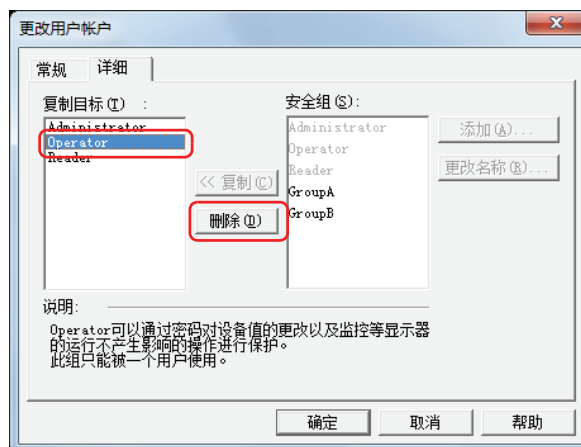 更改用户帐户
常规
详细
复制目标(T) :
安全组(S):
Administrator
Operator
Reader
<< 复制(C)
删除(D)
Administrator
Operator
Reader
GroupA
GroupB
添加(A)...
更改名称(R)...
说明:
Operator可以通过密码对设备值的更改以及监控等显示器
的运行不产生影响的操作进行保护。
此组只能被一个用户使用。
确定
取消
帮助